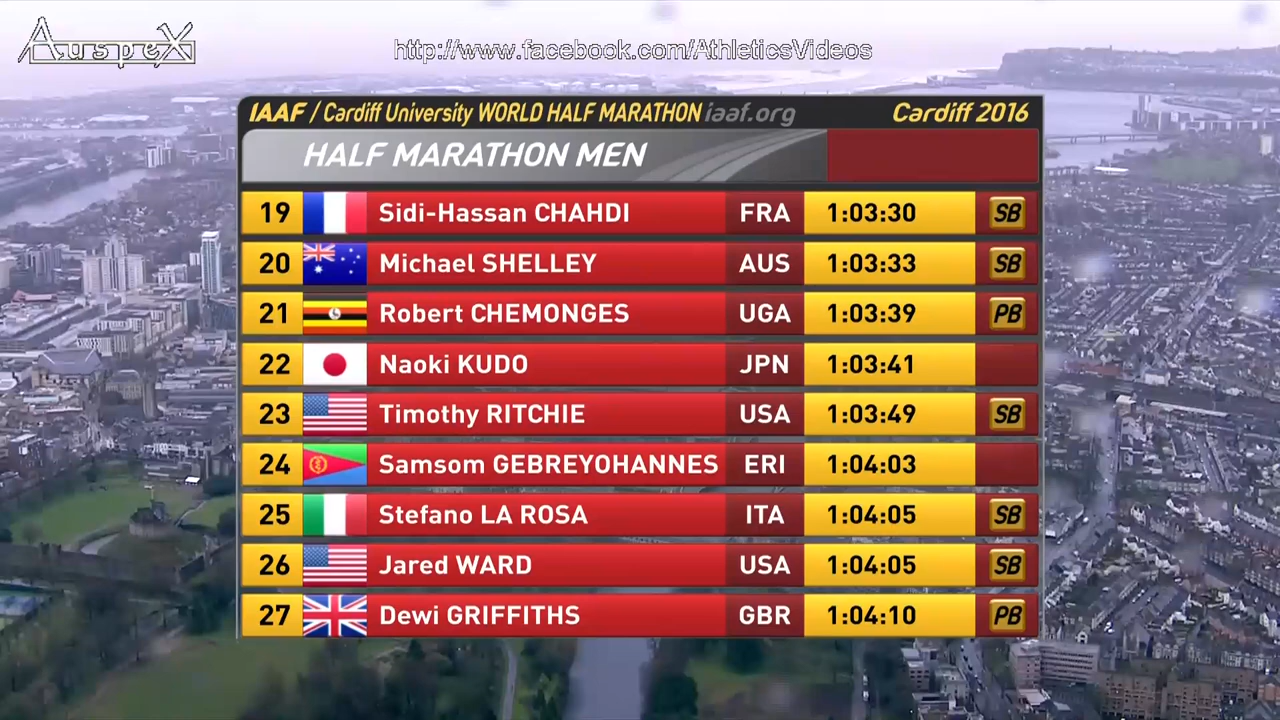 AuspeX
http://www.facebook.com/AthleticsVideos
IAAF / Cardiff University WORLD HALF MARATHON iaaf.org Cardiff 2016
HALF MARATHON MEN
19 Sidi-Hassan CHAHDI FRA 1:03:30 SB
20 Michael SHELLEY AUS 1:03:33 SB
21 Robert CHEMONGES UGA 1:03:39 PB
22 Naoki KUDO JPN 1:03:41
23 Timothy RITCHIE USA 1:03:49 SB
24 Samsom GEBREYOHANNES ERI 1:04:03
25 Stefano LA ROSA ITA 1:04:05 SB
26 Jared WARD USA 1:04:05 SB
27 Dewi GRIFFITHS GBR 1:04:10 PB